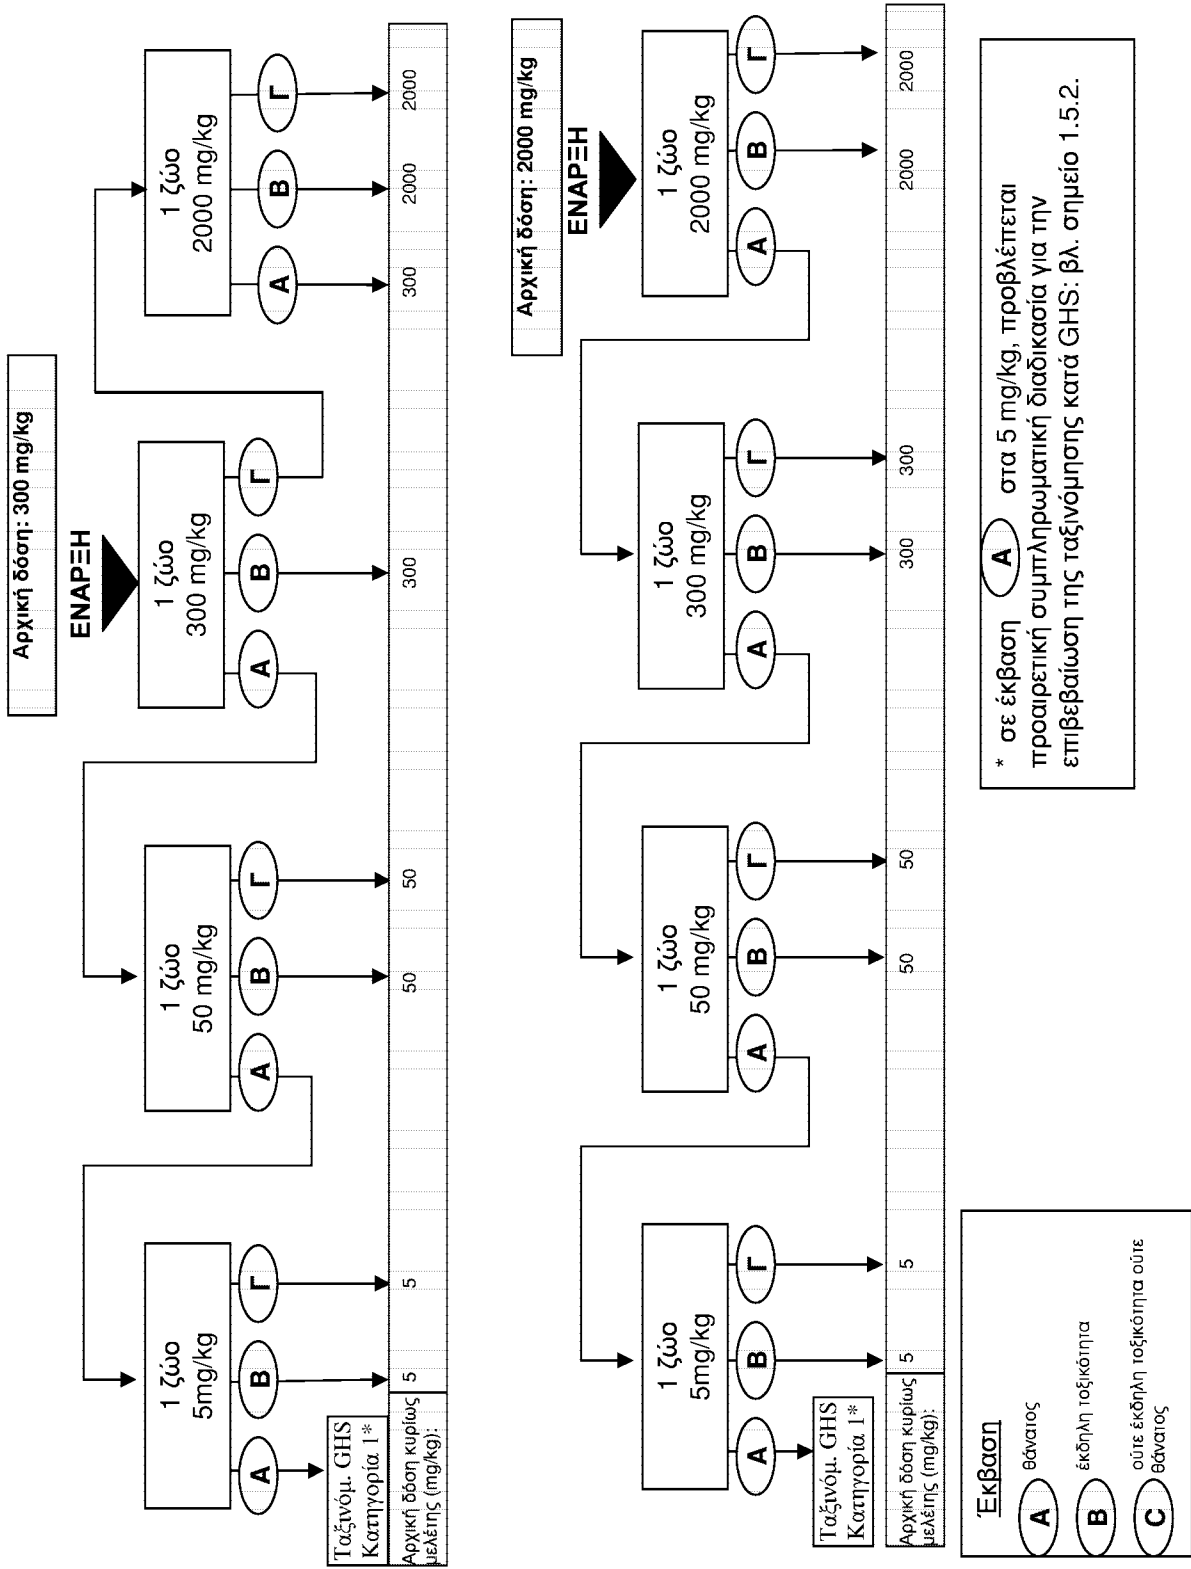 Αρχική δόση: 300 mg/kg
ΕΝΑΡΞΗ
1 ζώο
5mg/kg
1 ζώο
50 mg/kg
1 ζώο
300 mg/kg
1 ζώο
2000 mg/kg
Α Β Γ
Α Β Γ
Α Β Γ
Α Β Γ
Ταξινόμ. GHS
Κατηγορία 1*
Αρχική δόση κυρίως
μελέτης (mg/kg):
5 5 50 50 300 300 2000 2000
Αρχική δόση: 2000 mg/kg
ΕΝΑΡΞΗ
1 ζώο
5mg/kg
1 ζώο
50 mg/kg
1 ζώο
300 mg/kg
1 ζώο
2000 mg/kg
Α Β Γ
Α Β Γ
Α Β Γ
Α Β Γ
Ταξινόμ. GHS
Κατηγορία 1*
Αρχική δόση κυρίως
μελέτης (mg/kg):
5 5 50 50 300 300 2000 2000
Έκβαση
Α θάνατος
Β έκδηλη τοξικότητα
C ούτε έκδηλη τοξικότητα ούτε
θάνατος
* σε έκβαση Α στα 5 mg/kg, προβλέπεται
προαιρετική συμπληρωματική διαδικασία για την
επιβεβαίωση της ταξινόμησης κατά GHS: βλ. σημείο 1.5.2.